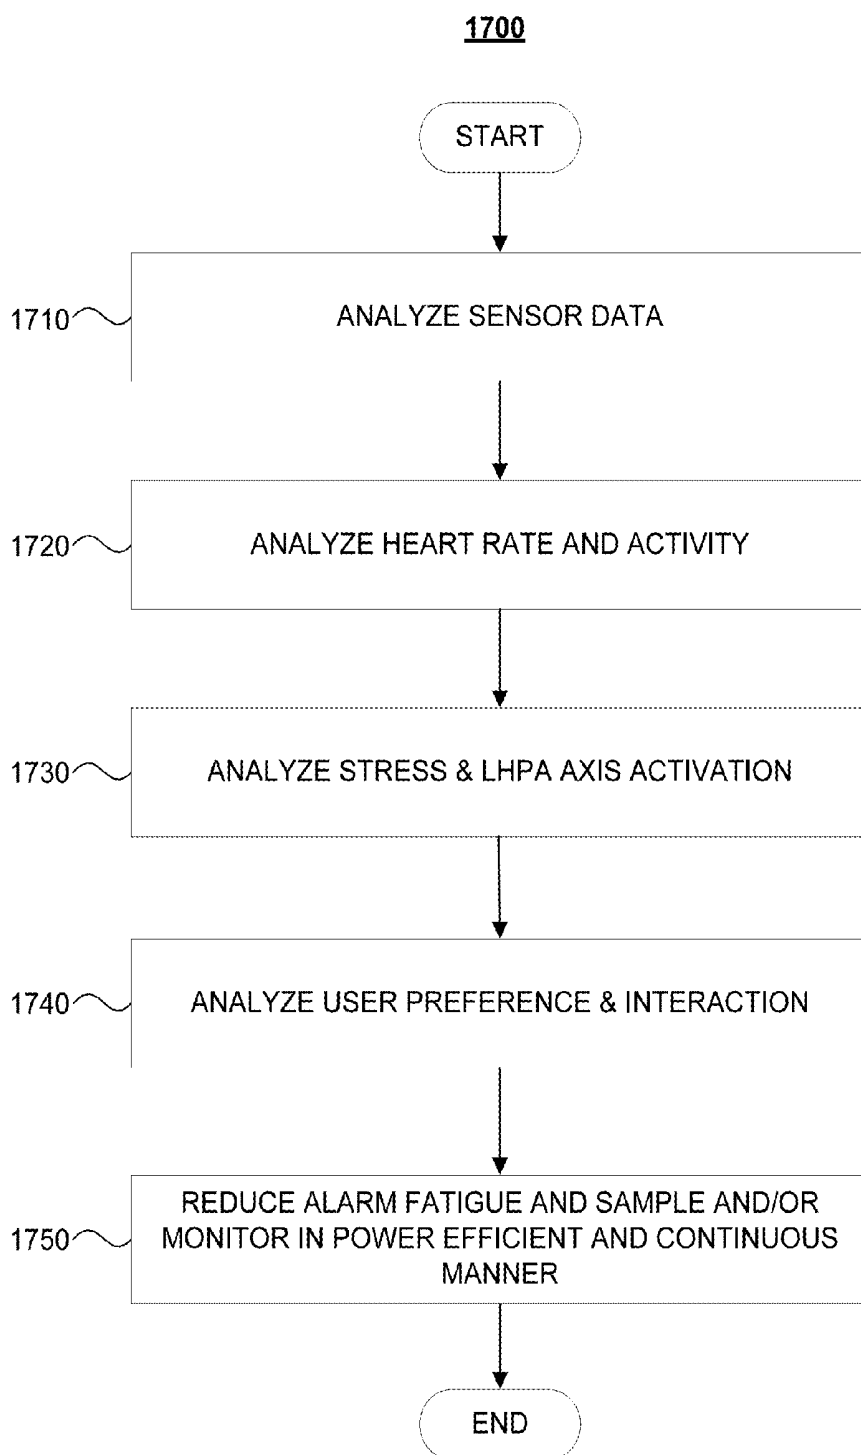 1700
START
1710
ANALYZE SENSOR DATA
1720
ANALYZE HEART RATE AND ACTIVITY
1730
ANALYZE STRESS & LHPA AXIS ACTIVATION
1740
ANALYZE USER PREFERENCE & INTERACTION
1750
REDUCE ALARM FATIGUE AND SAMPLE AND/OR
MONITOR IN POWER EFFICIENT AND CONTINUOUS
MANNER
END